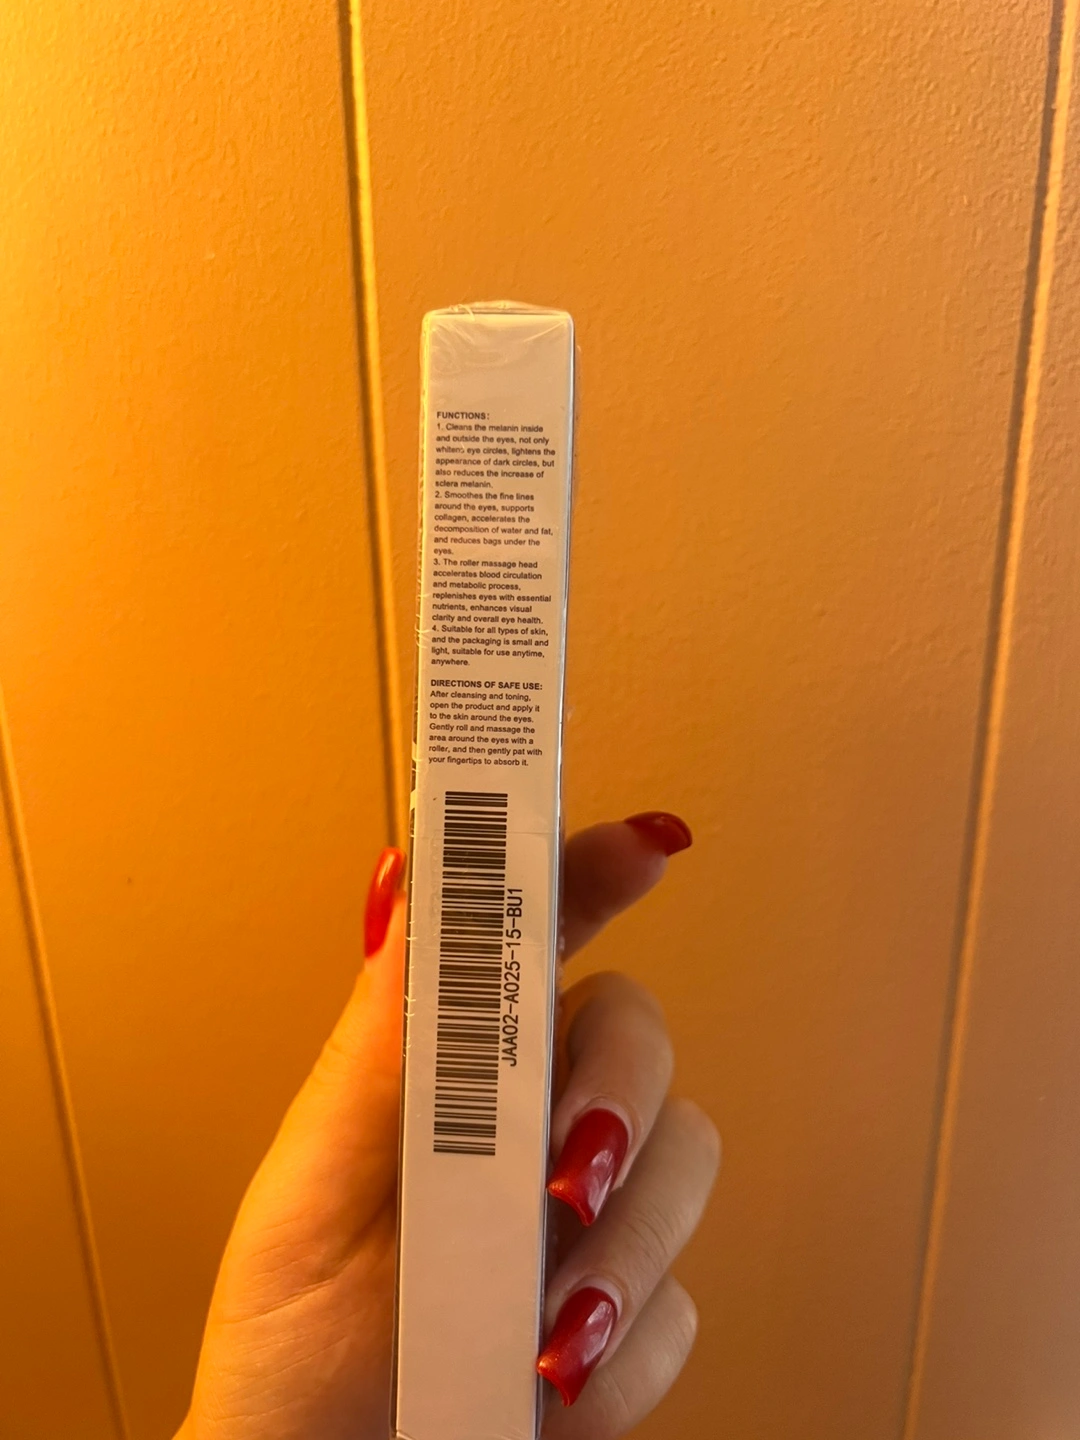 FUNCTIONS:
1. Cleans the melanin inside
and outside the eyes, not only
whitens eye circles, lightens the
appearance of dark circles, but
also reduces the increase of
sclera melanin.
2. Smoothes the fine lines
around the eyes, supports
collagen, accelerates the
decomposition of water and fat,
and reduces bags under the
eyes.
3. The roller massage head
accelerates blood circulation
and metabolic process,
replenishes eyes with essential
nutrients, enhances visual
clarity and overall eye health.
4. Suitable for all types of skin,
and the packaging is small and
light, suitable for use anytime,
anywhere.
DIRECTIONS OF SAFE USE:
After cleansing and toning,
open the product and apply it
to the skin around the eyes.
Gently roll and massage the
area around the eyes with a
roller, and then gently pat with
your fingertips to absorb it.
JAA02-A025-15-BU1